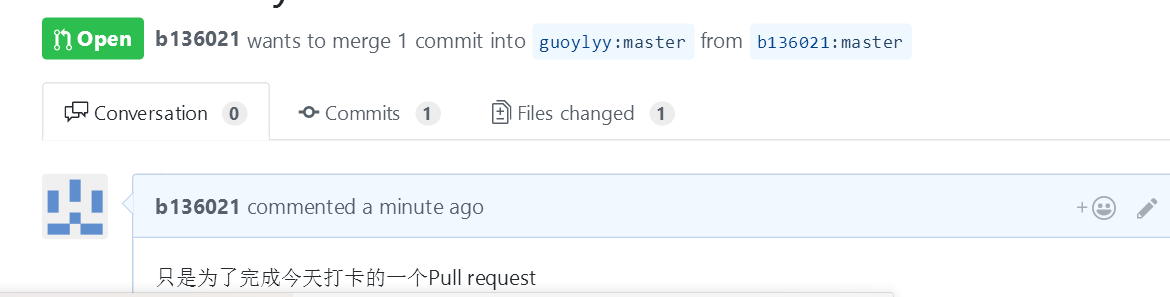 Open b136021 wants to merge 1 commit into guoylyy:master from b136021:master
Conversation 0 Commits 1 Files changed 1
b136021 commented a minute ago
只是为了完成今天打卡的一个Pull request